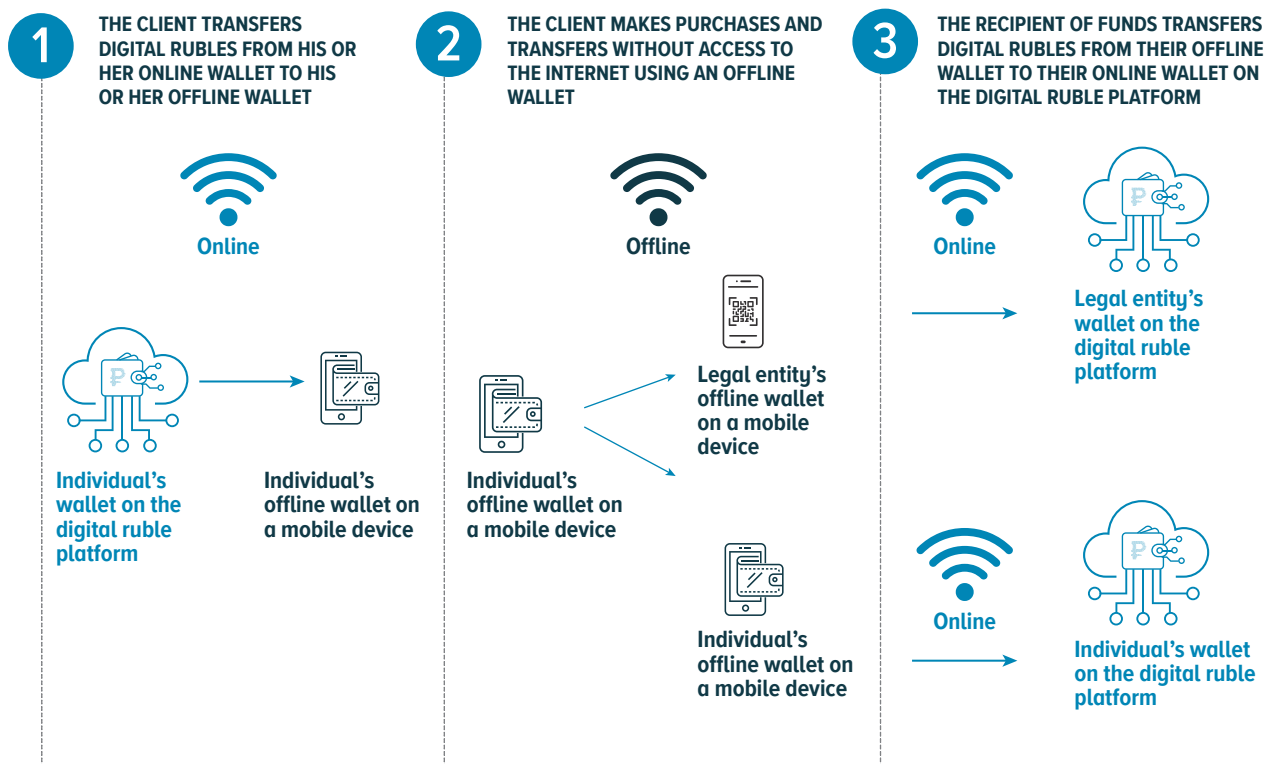 1
THE CLIENT TRANSFERS
DIGITAL RUBLES FROM HIS OR
HER ONLINE WALLET TO HIS
OR HER OFFLINE WALLET
Online
Individual's
wallet on the
digital ruble
platform
Individual's
offline wallet on
a mobile device
2
THE CLIENT MAKES PURCHASES AND
TRANSFERS WITHOUT ACCESS TO
THE INTERNET USING AN OFFLINE
WALLET
Offline
Individual's
offline wallet on
a mobile device
Legal entity's
offline wallet
on a mobile
device
Individual's
offline wallet on
a mobile device
3
THE RECIPIENT OF FUNDS TRANSFERS
DIGITAL RUBLES FROM THEIR OFFLINE
WALLET TO THEIR ONLINE WALLET ON
THE DIGITAL RUBLE PLATFORM
Online
Legal entity's
wallet on the
digital ruble
platform
Online
Individual's wallet
on the digital ruble
platform